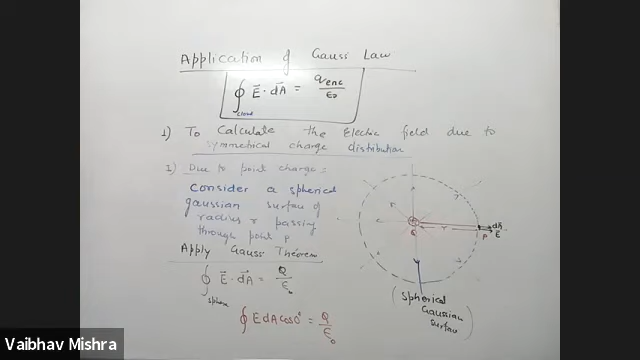 Application of Gauss Law
∮ E⃗ · dA⃗ = qenc / ε0
closed
1) To Calculate the Electric field due to
symmetrical charge distribution
I) Due to point charge :-
Consider a spherical
gaussian surface of
radius r passing
through point P
Apply Gauss Theorem
∮ E⃗ · dA⃗ = Q / ε0
sphere
∮ E dA cos0° = Q / ε0
r
r
P
dA⃗
E⃗
(Spherical
Gaussian
Surface)
Vaibhav Mishra